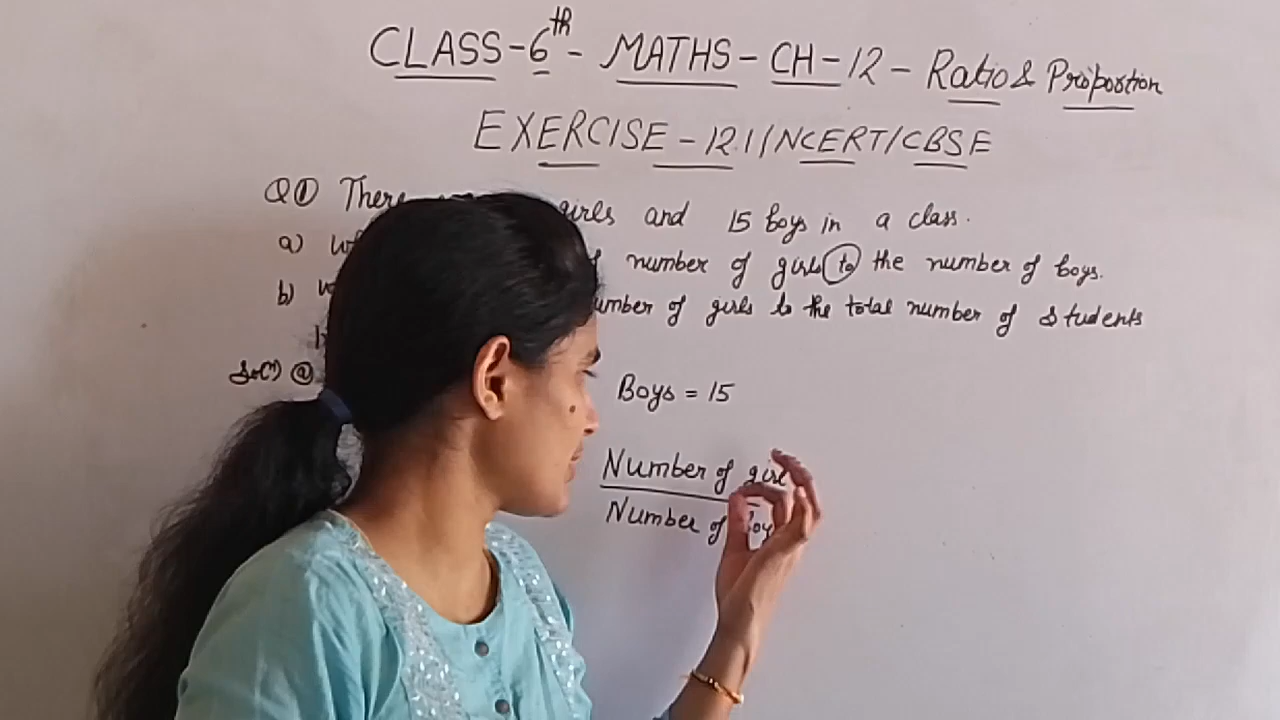 CLASS-6th- MATHS- CH-12- Ratio & Proportion
EXERCISE-12.1/NCERT/CBSE
Q① There girls and 15 boys in a class.
a) number of girls to the number of boys.
b) number of girls to the total number of students
Sol(n) ⓐ Boys = 15
Number of girl
Number of